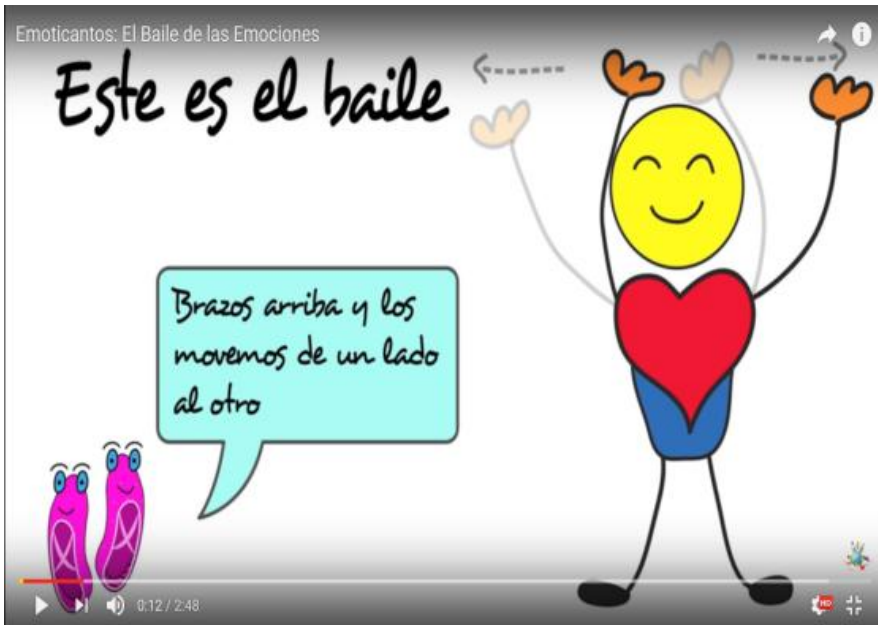 Emoticantos: El Baile de las Emociones
Este es el baile
Brazos arriba y los
movemos de un lado
al otro
0:12 / 2:48
HD